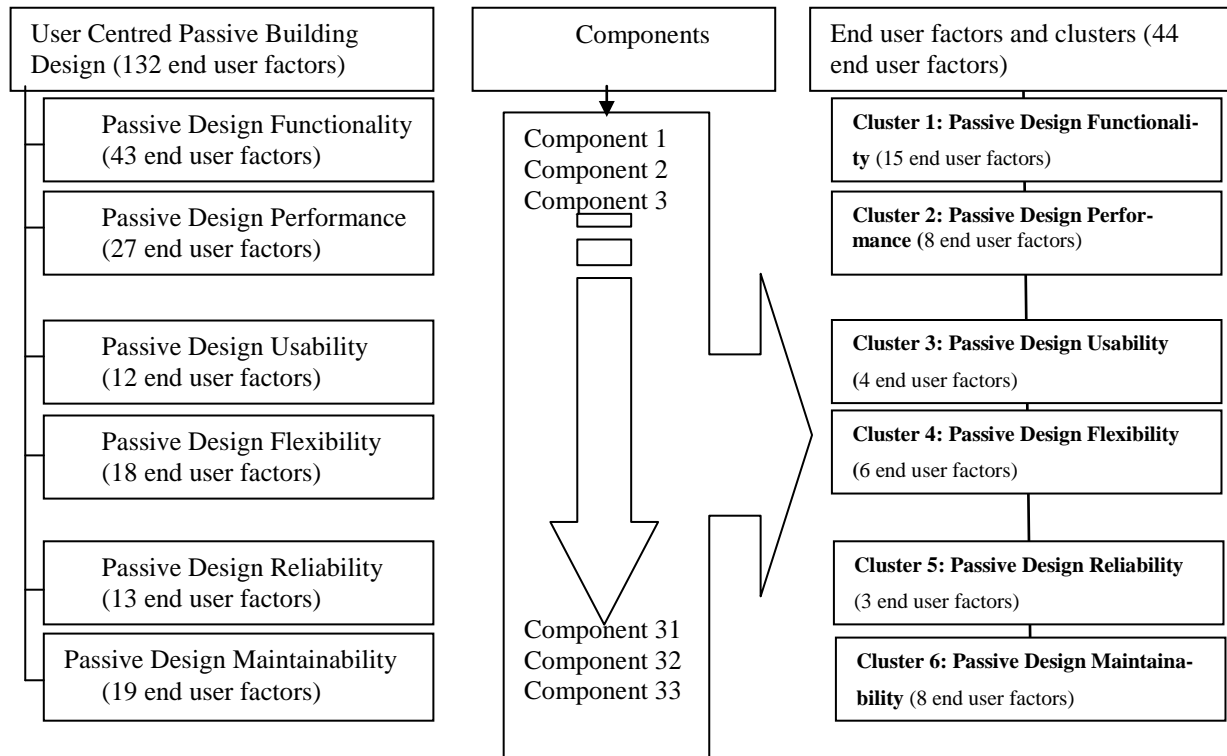 User Centred Passive Building
Design (132 end user factors)
Passive Design Functionality
(43 end user factors)
Passive Design Performance
(27 end user factors)
Passive Design Usability
(12 end user factors)
Passive Design Flexibility
(18 end user factors)
Passive Design Reliability
(13 end user factors)
Passive Design Maintainability
(19 end user factors)
Components
Component 1
Component 2
Component 3
Component 31
Component 32
Component 33
End user factors and clusters (44
end user factors)
Cluster 1: Passive Design Functionali-
ty (15 end user factors)
Cluster 2: Passive Design Perfor-
mance (8 end user factors)
Cluster 3: Passive Design Usability
(4 end user factors)
Cluster 4: Passive Design Flexibility
(6 end user factors)
Cluster 5: Passive Design Reliability
(3 end user factors)
Cluster 6: Passive Design Maintaina-
bility (8 end user factors)